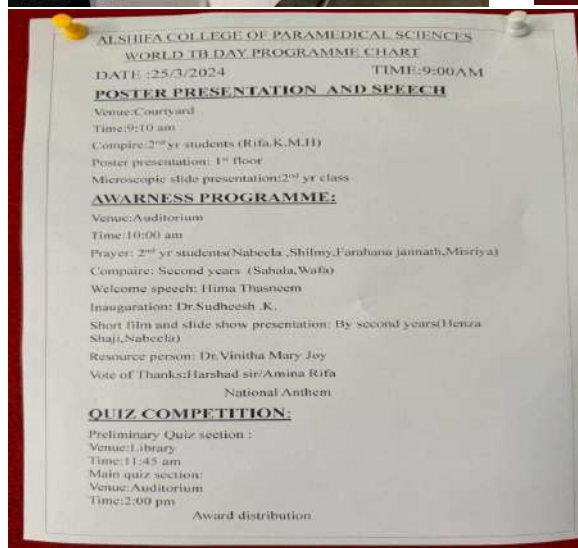 ALSHIFA COLLEGE OF PARAMEDICAL SCIENCES
WORLD TB DAY PROGRAMME CHART
DATE :25/3/2024 TIME:9:00AM
POSTER PRESENTATION AND SPEECH
Venue:Courtyard
Time:9:10 am
Compire:2nd yr students (Rifa.K.M.H)
Poster presentation: 1st floor
Microscopic slide presentation:2nd yr class
AWARNESS PROGRAMME:
Venue:Auditorium
Time:10:00 am
Prayer: 2nd yr students(Nabeela ,Shilmy,Farahana jannath,Misriya)
Compaire: Second years (Sahala,Wafa)
Welcome speech: Hima Thasneem
Inauguration: Dr.Sudheesh .K.
Short film and slide show presentation: By second years(Henza
Shaji,Nabeela)
Resource person: Dr.Vinitha Mary Joy
Vote of Thanks:Harshad sir/Amina Rifa
National Anthem
QUIZ COMPETITION:
Preliminary Quiz section :
Venue:Library
Time:11:45 am
Main quiz section:
Venue:Auditorium
Time:2:00 pm
Award distribution